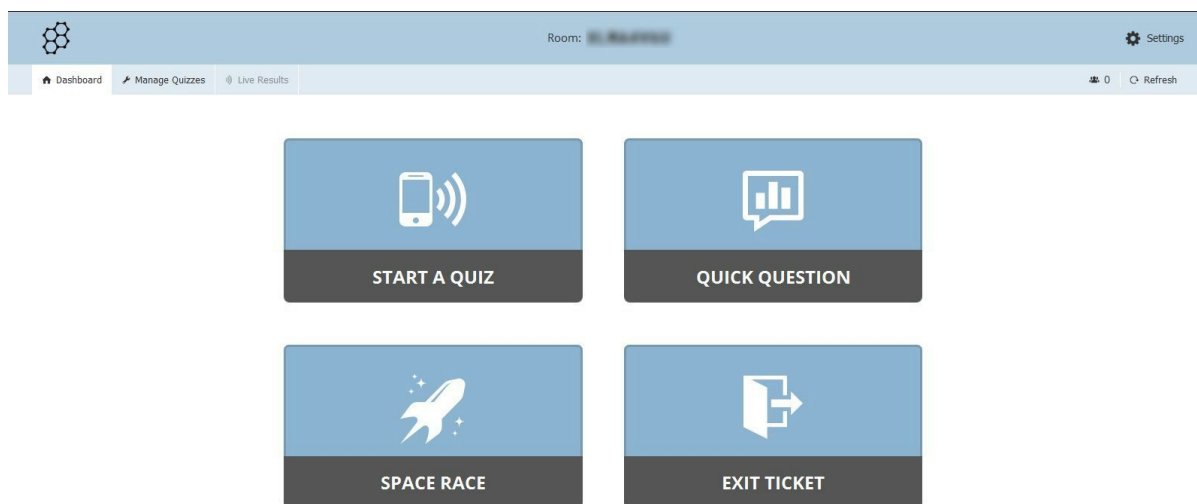 Room:
Settings
Dashboard Manage Quizzes Live Results
0 Refresh
START A QUIZ
QUICK QUESTION
SPACE RACE
EXIT TICKET